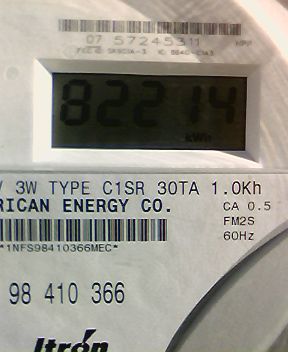 07 57245311
82214
kWh
V 3W TYPE C1SR 30TA 1.0Kh
RICAN ENERGY CO.
CA 0.5
FM2S
60Hz
*1NFS98410366MEC*
98 410 366
Itrón